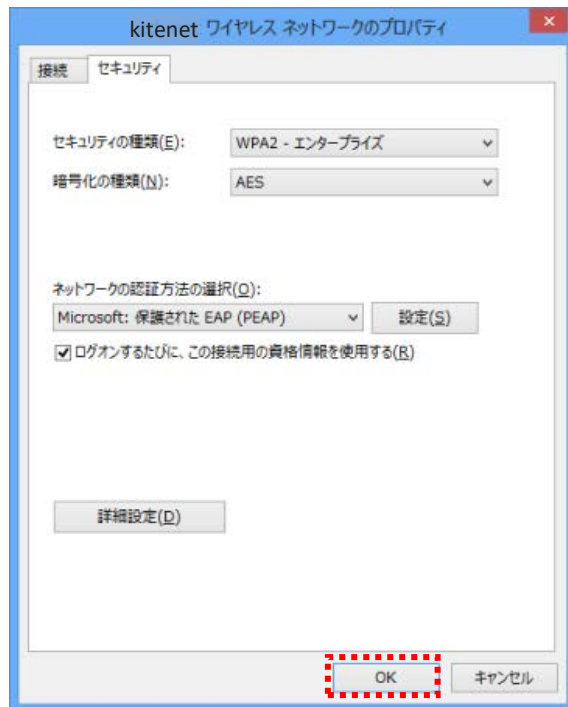 kitenet ワイヤレス ネットワークのプロパティ
接続 セキュリティ
セキュリティの種類(E): WPA2 - エンタープライズ
暗号化の種類(N): AES
ネットワークの認証方法の選択(O):
Microsoft: 保護された EAP (PEAP) 設定(S)
ログオンするたびに、この接続用の資格情報を使用する(R)
詳細設定(D)
OK キャンセル